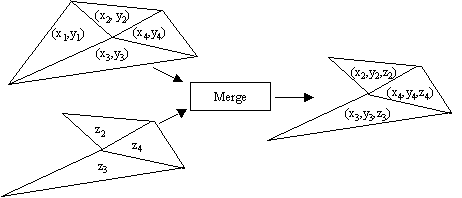 (x₂, y₂)
(x₁,y₁)
(x₄,y₄)
(x₃,y₃)
Merge
(x₂,y₂,z₂)
(x₄,y₄,z₄)
(x₃,y₃,z₃)
z₂
z₄
z₃